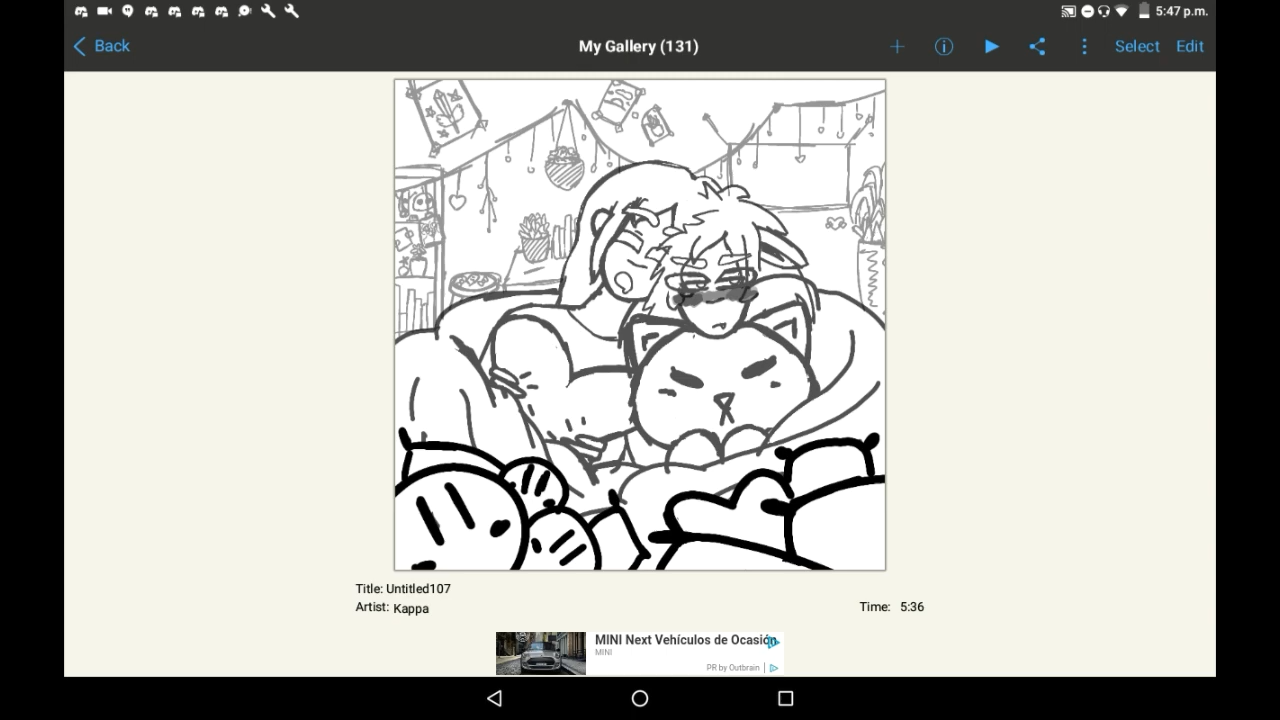 5:47 p.m.
Back
My Gallery (131)
Select
Edit
Title: Untitled107
Artist: Kappa
Time: 5:36
MINI Next Vehículos de Ocasión
MINI
PR by Outbrain